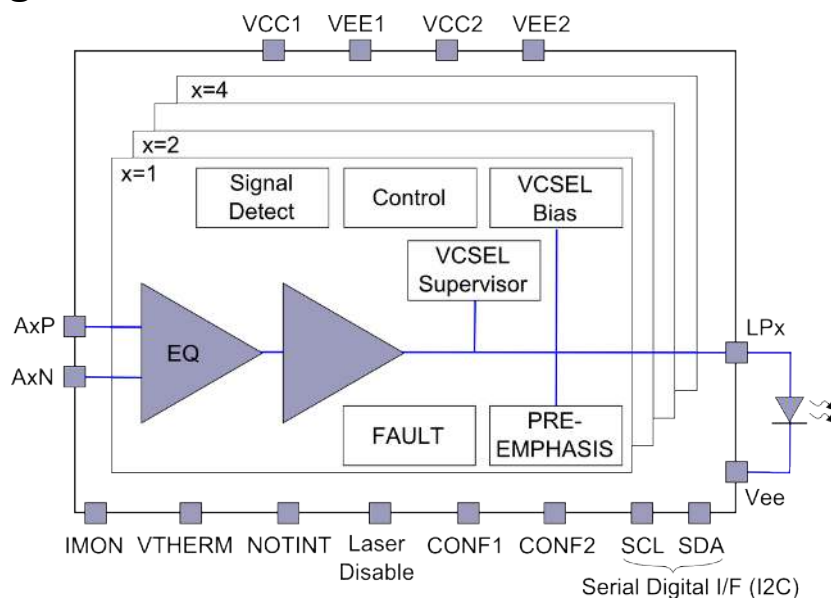 VCC1 VEE1 VCC2 VEE2
x=4
x=2
x=1
Signal
Detect
Control
VCSEL
Bias
VCSEL
Supervisor
AxP
EQ
AxN
LPx
FAULT
PRE-
EMPHASIS
Vee
IMON VTHERM NOTINT Laser
Disable CONF1 CONF2 SCL SDA
Serial Digital I/F (I2C)